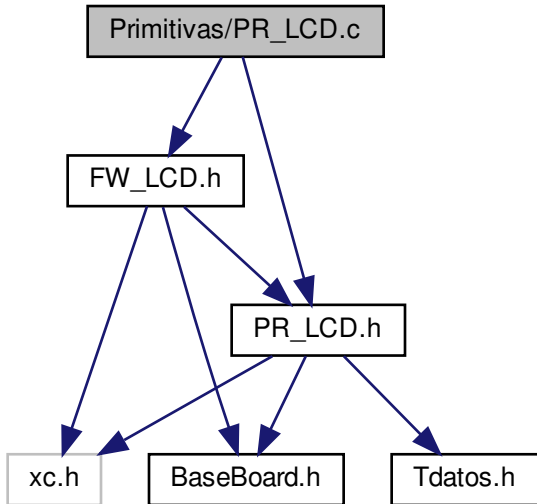 Primitivas/PR_LCD.c
FW_LCD.h
PR_LCD.h
xc.h
BaseBoard.h
Tdatos.h